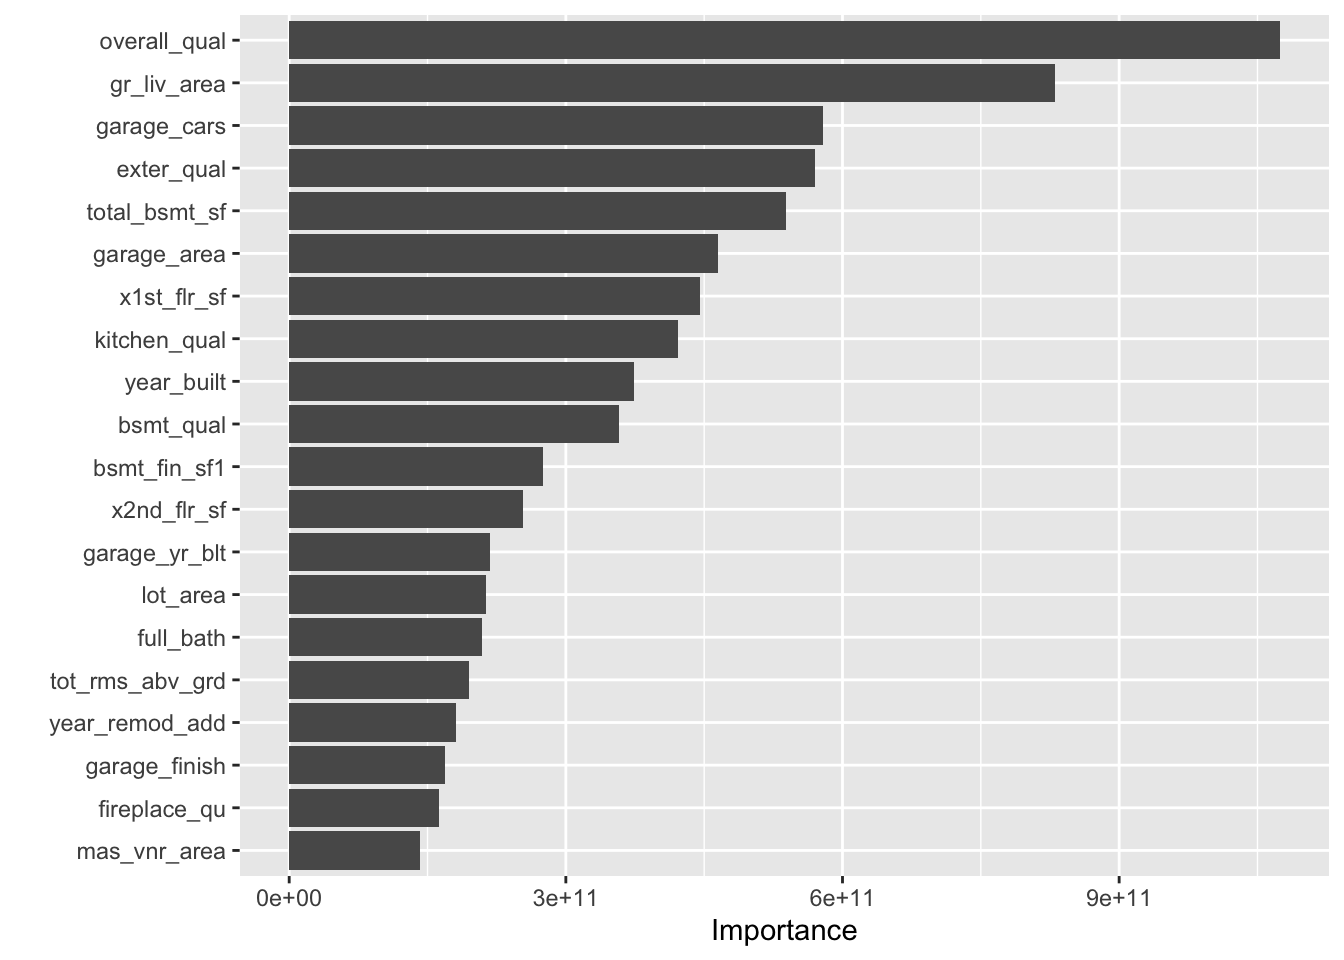 overall_qual
gr_liv_area
garage_cars
exter_qual
total_bsmt_sf
garage_area
x1st_flr_sf
kitchen_qual
year_built
bsmt_qual
bsmt_fin_sf1
x2nd_flr_sf
garage_yr_blt
lot_area
full_bath
tot_rms_abv_grd
year_remod_add
garage_finish
fireplace_qu
mas_vnr_area
0e+00 3e+11 6e+11 9e+11
Importance